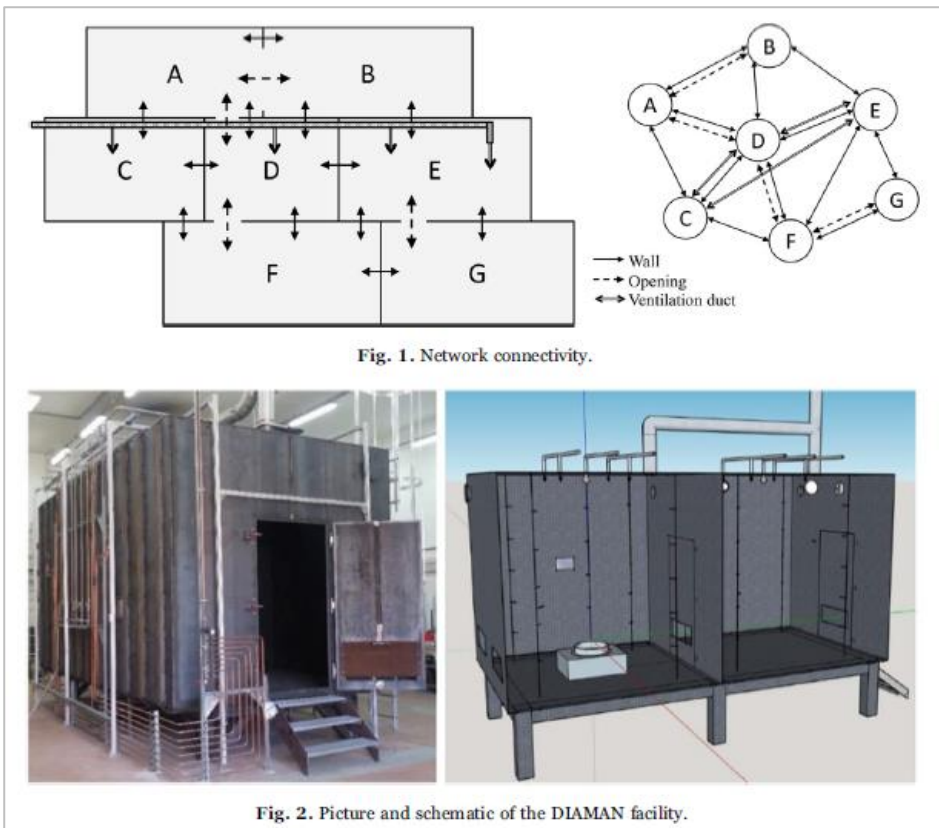 A
B
C
D
E
F
G
B
A
E
D
G
C
F
Wall
Opening
Ventilation duct
Fig. 1. Network connectivity.
Fig. 2. Picture and schematic of the DIAMAN facility.